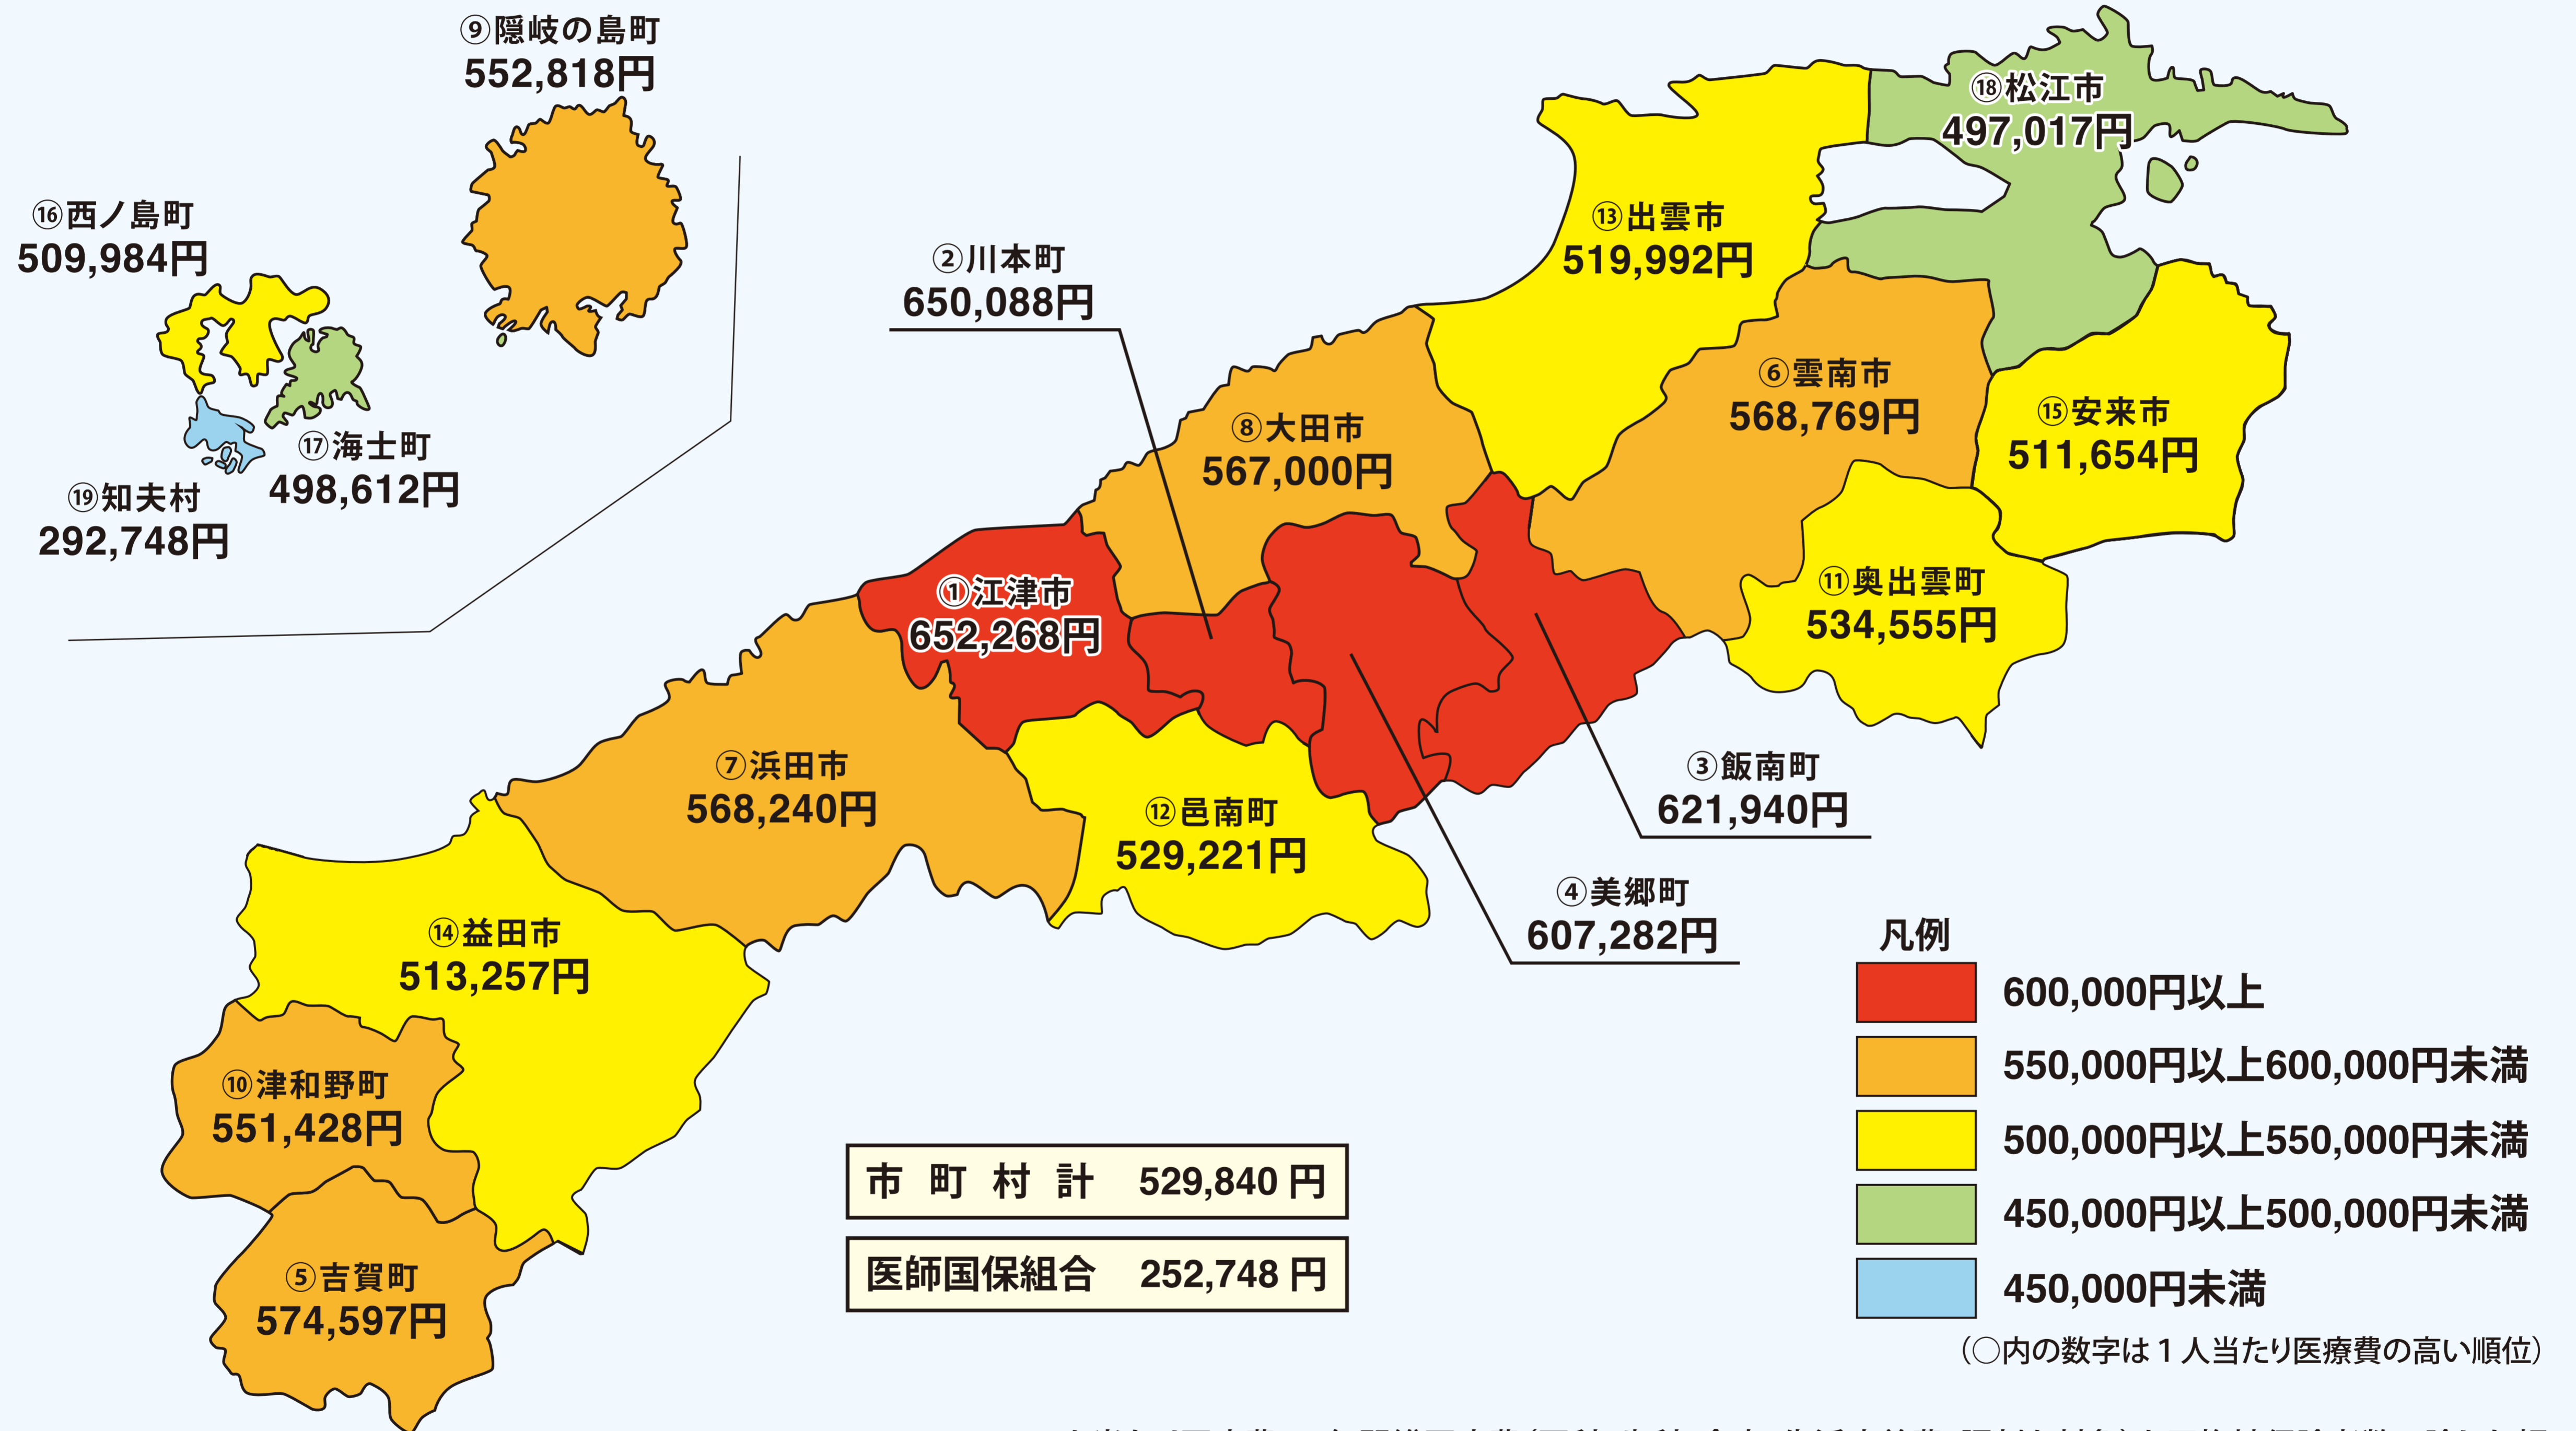 ⑨隠岐の島町
552,818円
⑱松江市
497,017円
⑯西ノ島町
509,984円
⑬出雲市
519,992円
②川本町
650,088円
⑥雲南市
568,769円
⑮安来市
511,654円
⑧大田市
567,000円
⑰海士町
498,612円
⑲知夫村
292,748円
①江津市
652,268円
⑪奥出雲町
534,555円
⑦浜田市
568,240円
③飯南町
621,940円
⑫邑南町
529,221円
④美郷町
607,282円
⑭益田市
513,257円
⑩津和野町
551,428円
⑤吉賀町
574,597円
市町村計 529,840 円
医師国保組合 252,748 円
凡例
600,000円以上
550,000円以上600,000円未満
500,000円以上550,000円未満
450,000円以上500,000円未満
450,000円未満
（○内の数字は１人当たり医療費の高い順位）